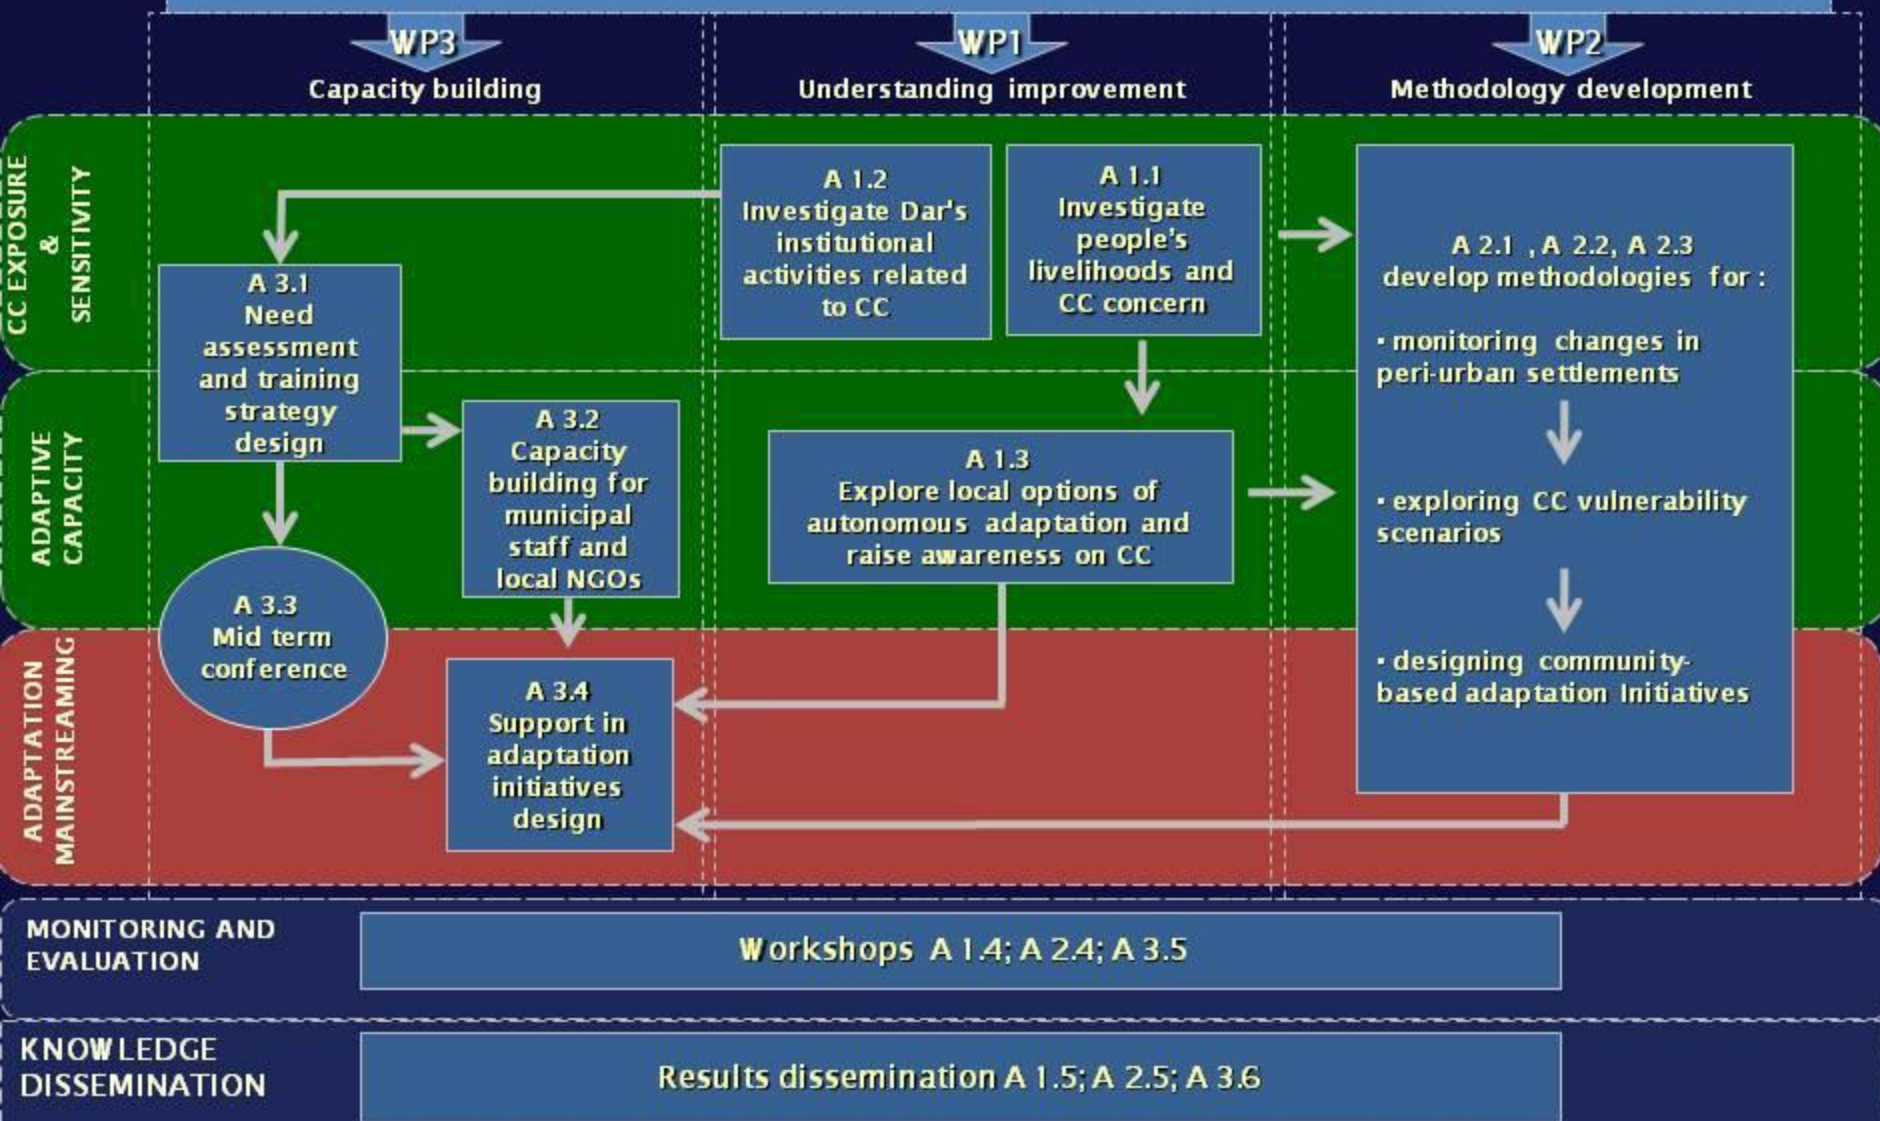 WP3
Capacity building
WP1
Understanding improvement
WP2
Methodology development
CC EXPOSURE
&
SENSITIVITY
A 1.2
Investigate Dar's
institutional
activities related
to CC
A 1.1
Investigate
people's
livelihoods and
CC concern
A 2.1 , A 2.2, A 2.3
develop methodologies for :
▪ monitoring changes in
peri-urban settlements
▪ exploring CC vulnerability
scenarios
▪ designing community-
based adaptation Initiatives
A 3.1
Need
assessment
and training
strategy
design
ADAPTIVE
CAPACITY
A 3.2
Capacity
building for
municipal
staff and
local NGOs
A 1.3
Explore local options of
autonomous adaptation and
raise awareness on CC
A 3.3
Mid term
conference
ADAPTATION
MAINSTREAMING
A 3.4
Support in
adaptation
initiatives
design
MONITORING AND
EVALUATION
Workshops A 1.4; A 2.4; A 3.5
KNOWLEDGE
DISSEMINATION
Results dissemination A 1.5; A 2.5; A 3.6